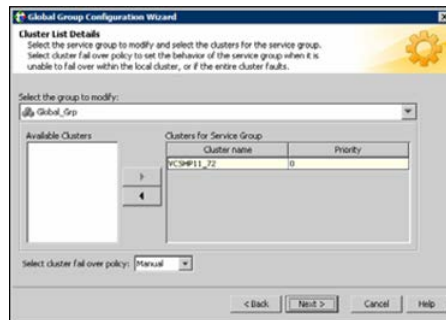 Global Group Configuration Wizard
Cluster List Details
Select the service group to modify and select the clusters for the service group.
Select cluster fail over policy to set the behavior of the service group when it is
unable to fail over within the local cluster, or if the entire cluster faults.
Select the group to modify:
Global_Grp
Available Clusters
Clusters for Service Group
Cluster name Priority
VCSMP11_72 0
Select cluster fail over policy: Manual
< Back Next > Cancel Help